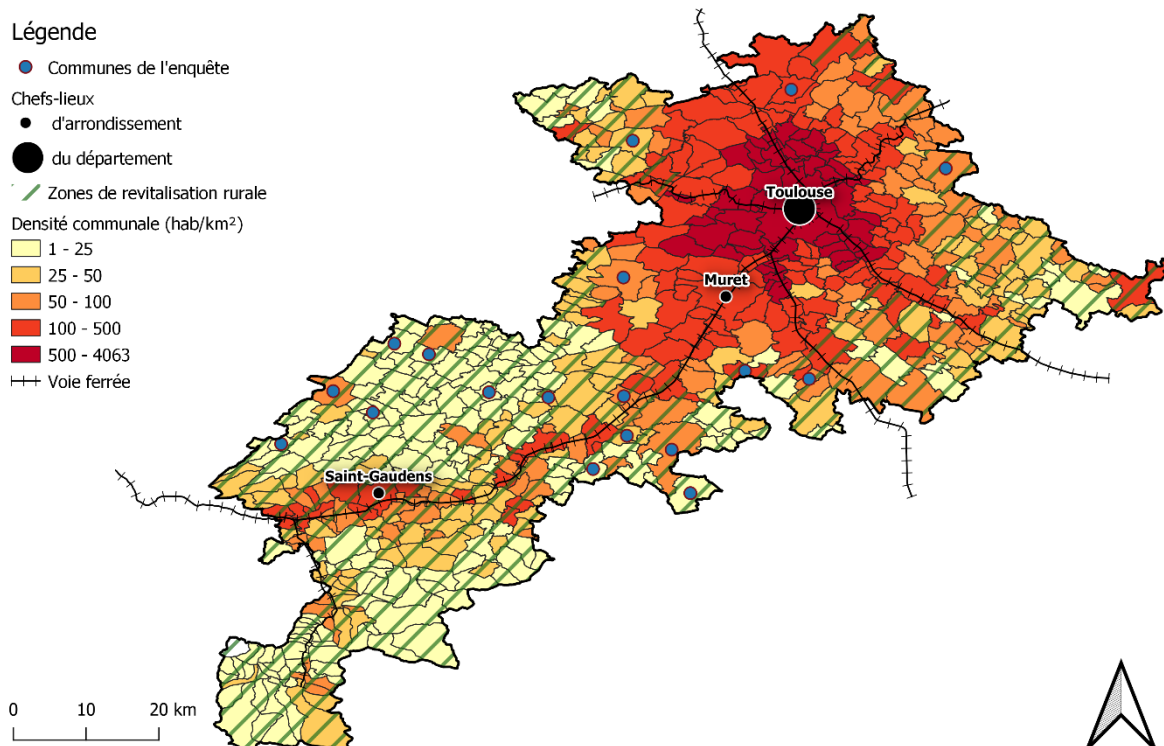 Légende
Communes de l'enquête
Chefs-lieux
d'arrondissement
du département
Zones de revitalisation rurale
Densité communale (hab/km²)
1 - 25
25 - 50
50 - 100
100 - 500
500 - 4063
Voie ferrée
Toulouse
Muret
Saint-Gaudens
0 10 20 km